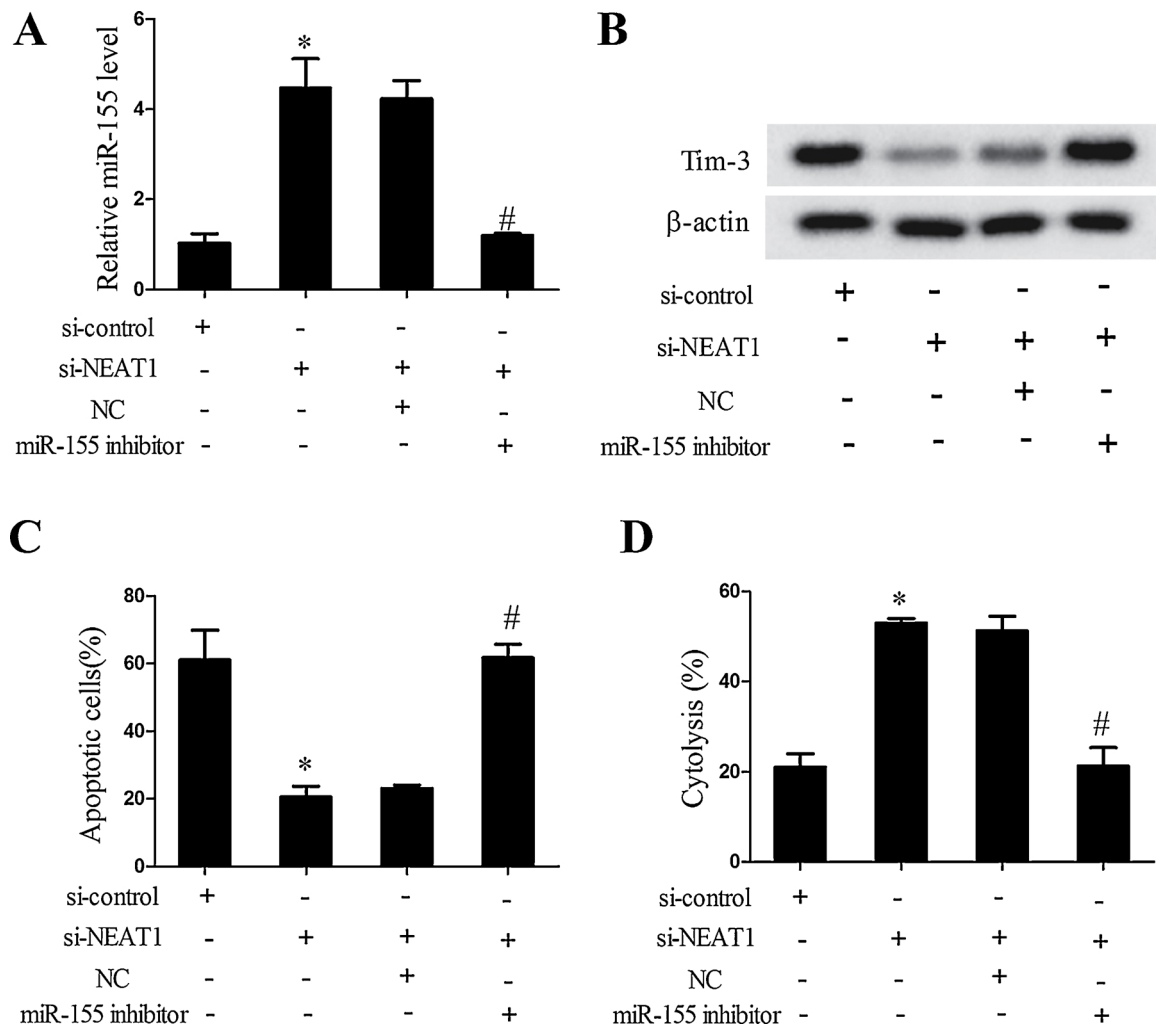 A
Relative miR-155 level
6
4
2
0
*
#
si-control + - - -
si-NEAT1 - + + +
NC - - + -
miR-155 inhibitor - - - +
B
Tim-3
β-actin
si-control + - - -
si-NEAT1 - + + +
NC - - + -
miR-155 inhibitor - - - +
C
Apoptotic cells(%)
80
60
40
20
0
*
#
si-control + - - -
si-NEAT1 - + + +
NC - - + -
miR-155 inhibitor - - - +
D
Cytolysis (%)
60
40
20
0
*
#
si-control + - - -
si-NEAT1 - + + +
NC - - + -
miR-155 inhibitor - - - +